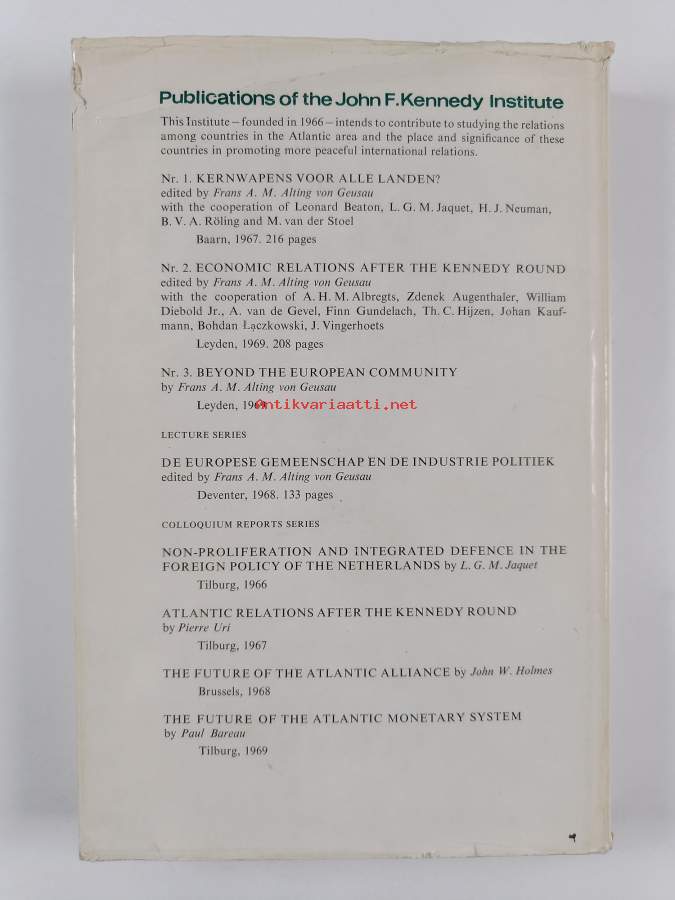 Publications of the John F. Kennedy Institute
This Institute – founded in 1966 – intends to contribute to studying the relations
among countries in the Atlantic area and the place and significance of these
countries in promoting more peaceful international relations.
Nr. 1. KERNWAPENS VOOR ALLE LANDEN?
edited by Frans A. M. Alting von Geusau
with the cooperation of Leonard Beaton, L. G. M. Jaquet, H. J. Neuman,
B. V. A. Röling and M. van der Stoel
Baarn, 1967. 216 pages
Nr. 2. ECONOMIC RELATIONS AFTER THE KENNEDY ROUND
edited by Frans A. M. Alting von Geusau
with the cooperation of A. H. M. Albregts, Zdenek Augenthaler, William
Diebold Jr., A. van de Gevel, Finn Gundelach, Th. C. Hijzen, Johan Kauf-
mann, Bohdan Łączkowski, J. Vingerhoets
Leyden, 1969. 208 pages
Nr. 3. BEYOND THE EUROPEAN COMMUNITY
by Frans A. M. Alting von Geusau
Leyden, 1969
Antikvariaatti.net
LECTURE SERIES
DE EUROPESE GEMEENSCHAP EN DE INDUSTRIE POLITIEK
edited by Frans A. M. Alting von Geusau
Deventer, 1968. 133 pages
COLLOQUIUM REPORTS SERIES
NON-PROLIFERATION AND INTEGRATED DEFENCE IN THE
FOREIGN POLICY OF THE NETHERLANDS by L. G. M. Jaquet
Tilburg, 1966
ATLANTIC RELATIONS AFTER THE KENNEDY ROUND
by Pierre Uri
Tilburg, 1967
THE FUTURE OF THE ATLANTIC ALLIANCE by John W. Holmes
Brussels, 1968
THE FUTURE OF THE ATLANTIC MONETARY SYSTEM
by Paul Bareau
Tilburg, 1969